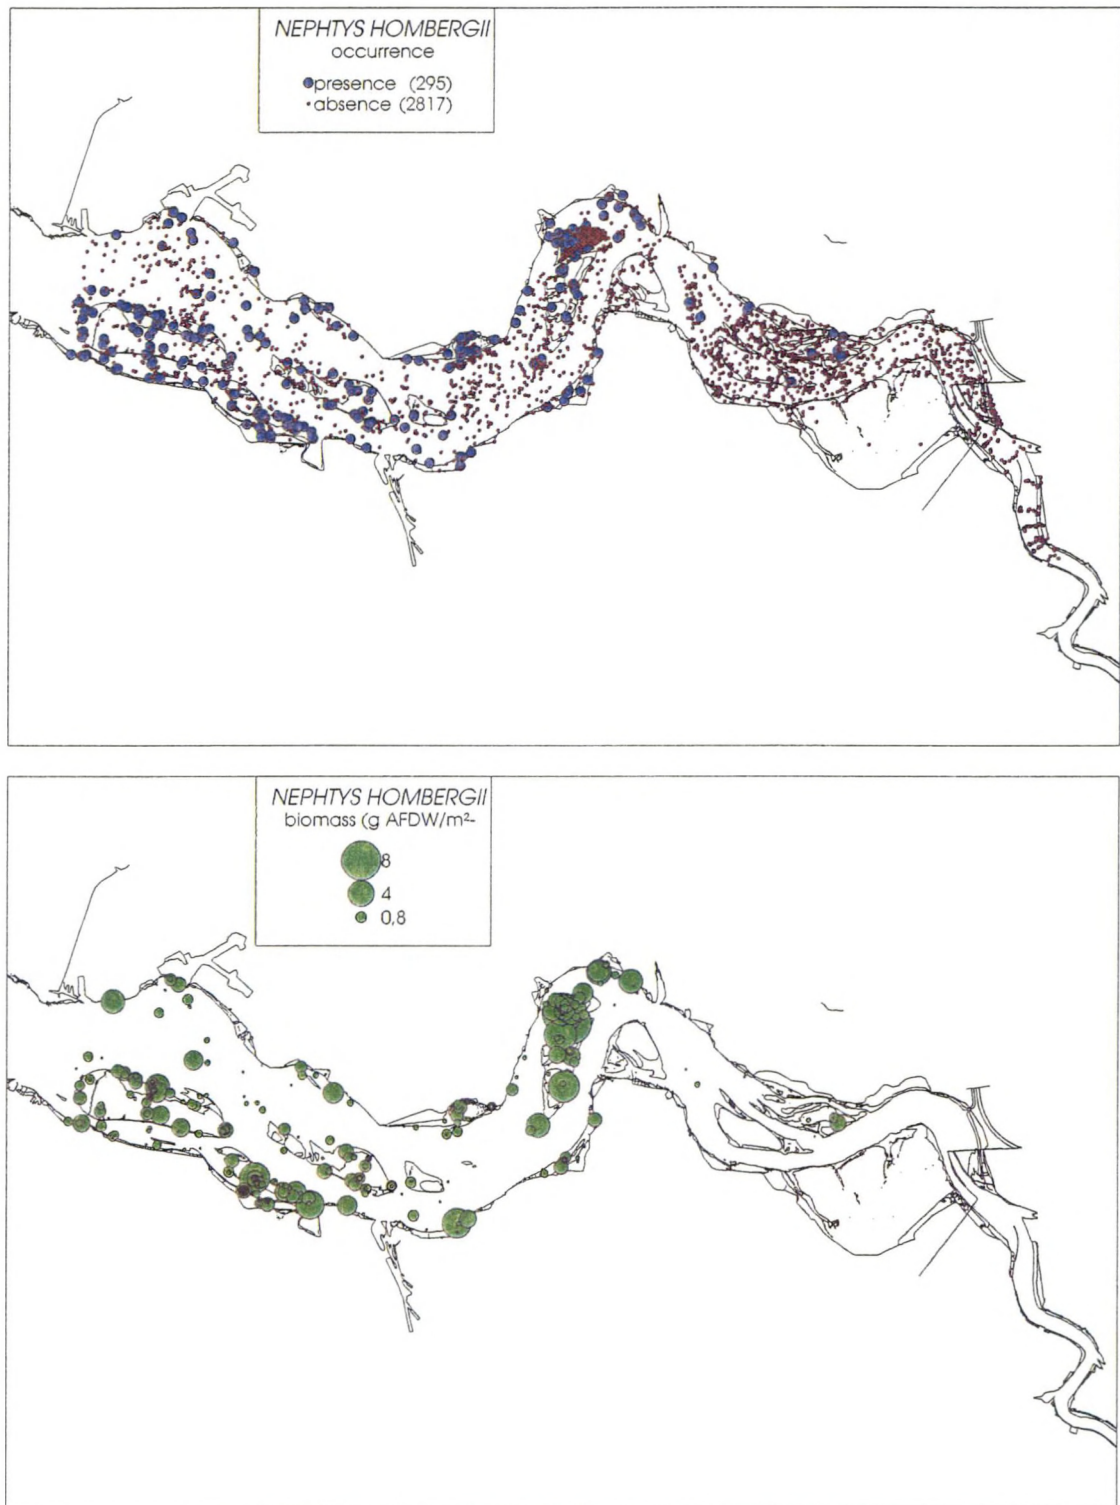 NEPHTYS HOMBERGII
occurrence
presence (295)
absence (2817)
NEPHTYS HOMBERGII
biomass (g AFDW/m²-
8
4
0,8